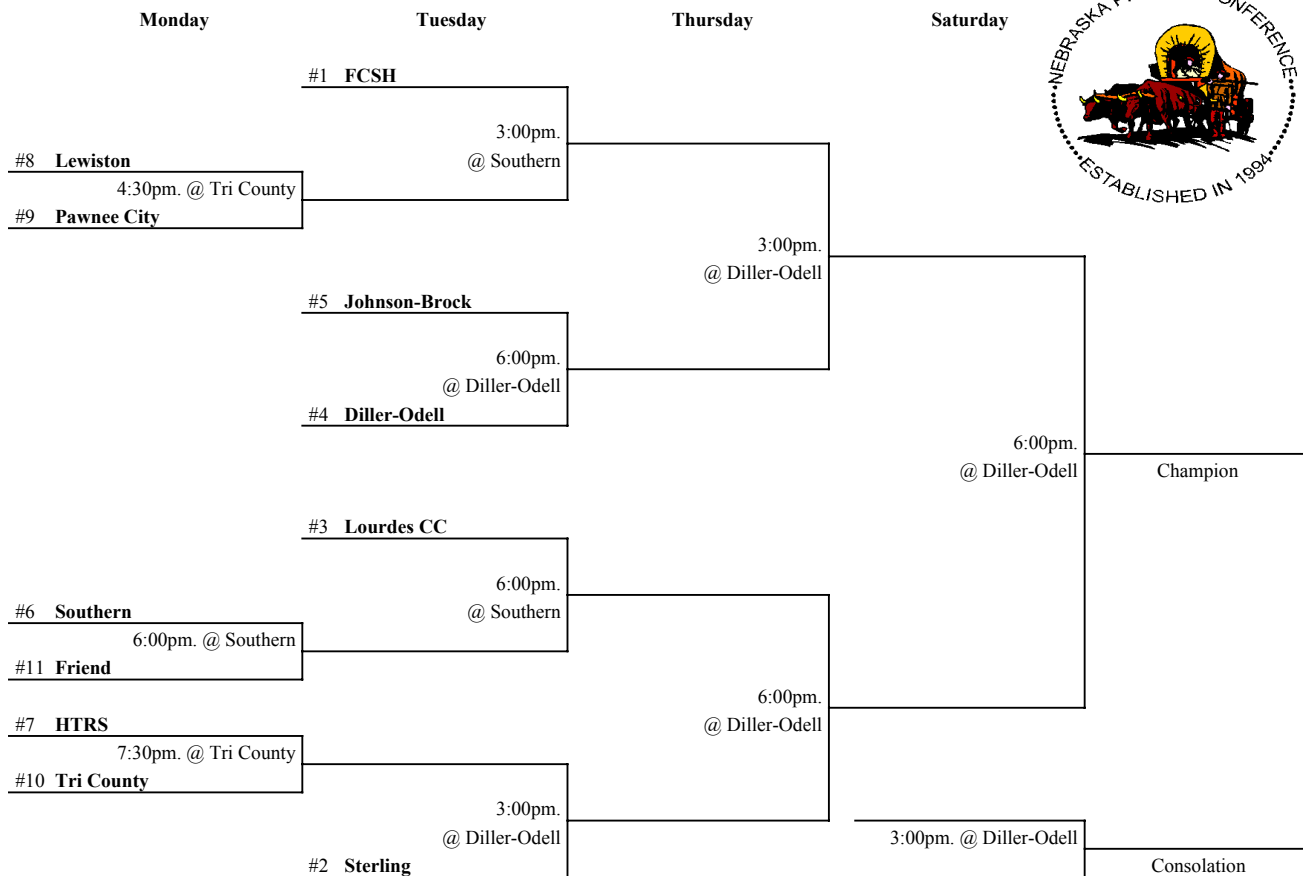 Monday Tuesday Thursday Saturday
NEBRASKA CONFERENCE
ESTABLISHED IN 1994
#1 FCSH
3:00pm.
@ Southern
#8 Lewiston
4:30pm. @ Tri County
#9 Pawnee City
3:00pm.
@ Diller-Odell
#5 Johnson-Brock
6:00pm.
@ Diller-Odell
#4 Diller-Odell
6:00pm.
@ Diller-Odell
Champion
#3 Lourdes CC
6:00pm.
@ Southern
#6 Southern
6:00pm. @ Southern
#11 Friend
6:00pm.
@ Diller-Odell
#7 HTRS
7:30pm. @ Tri County
#10 Tri County
3:00pm.
@ Diller-Odell
#2 Sterling
3:00pm. @ Diller-Odell
Consolation